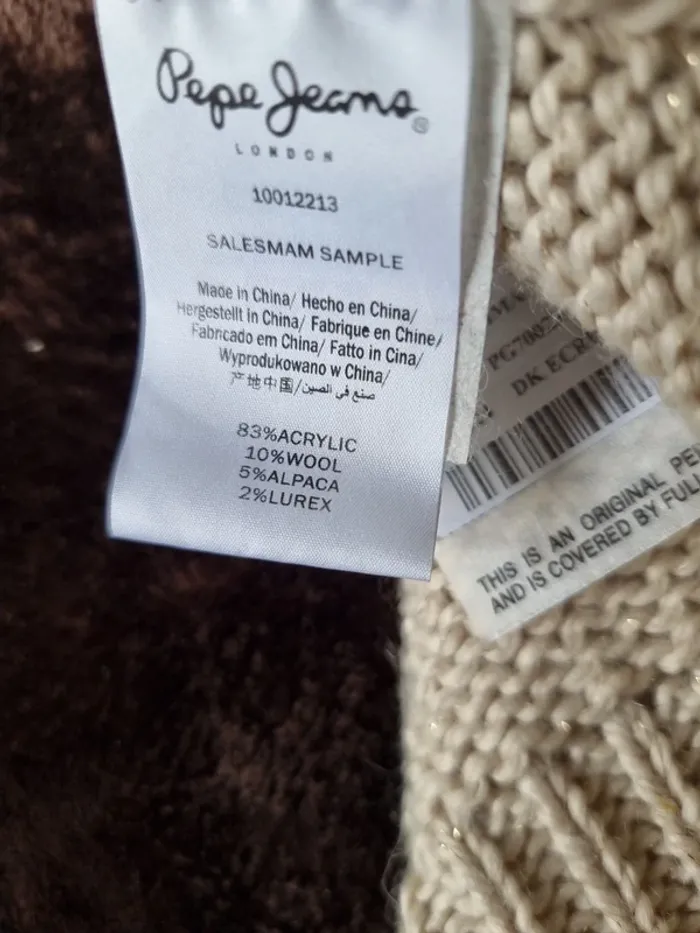 Pepe Jeans®
LONDON
10012213
SALESMAM SAMPLE
Made in China/ Hecho en China/
Hergestellt in China/ Fabrique en Chine/
Fabricado em China/ Fatto in Cina/
Wyprodukowano w China/
产地中国/صنع في الصين
83%ACRYLIC
10%WOOL
5%ALPACA
2%LUREX
DK
THIS IS AN ORIGINAL
AND IS COVERED BY